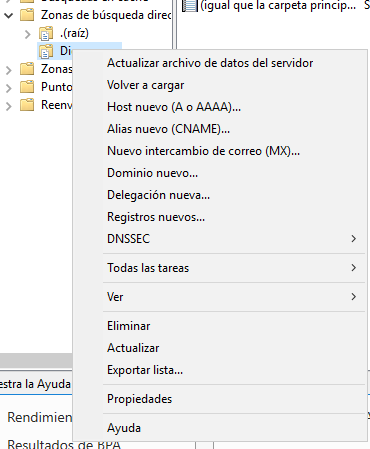 Zonas de búsqueda direc
(igual que la carpeta princip...
.(raíz)
Zonas
Punto
Reenv
Actualizar archivo de datos del servidor
Volver a cargar
Host nuevo (A o AAAA)...
Alias nuevo (CNAME)...
Nuevo intercambio de correo (MX)...
Dominio nuevo...
Delegación nueva...
Registros nuevos...
DNSSEC
Todas las tareas
Ver
Eliminar
Actualizar
Exportar lista...
Propiedades
Ayuda
estra la Ayuda
Rendimien
Resultados de BPA